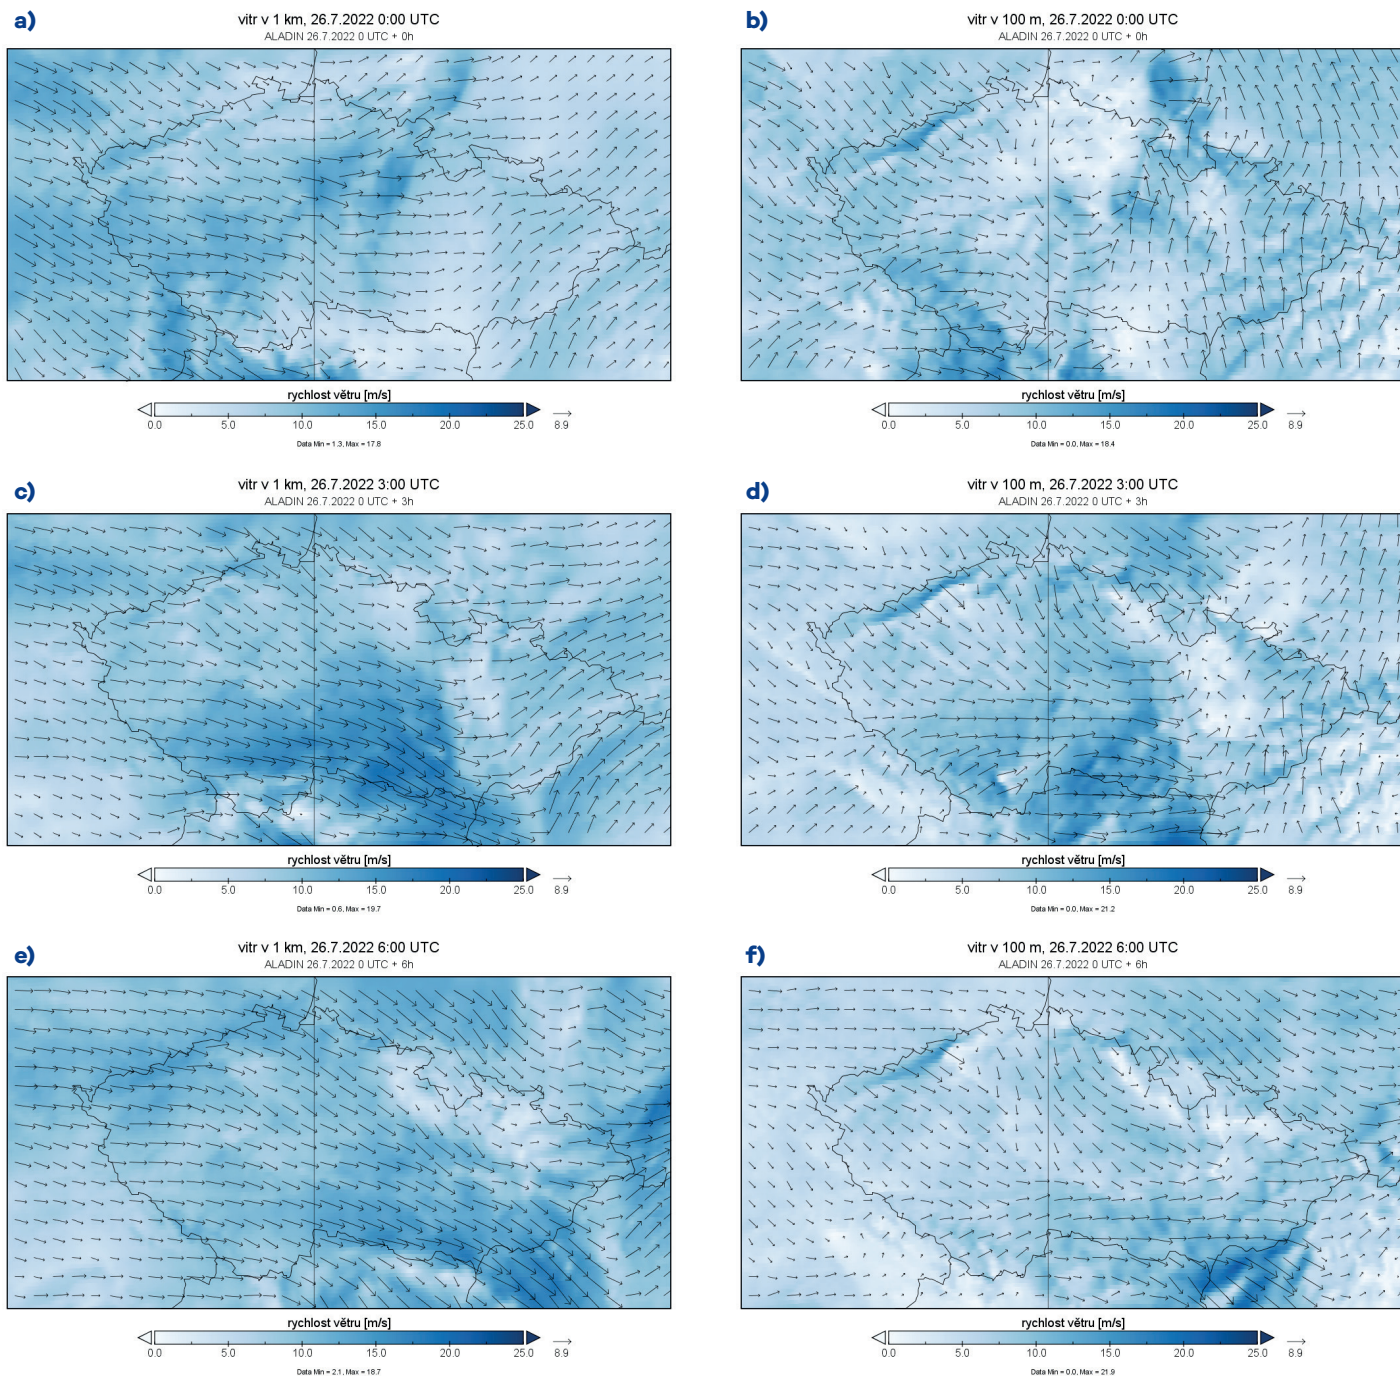 a)
vitr v 1 km, 26.7.2022 0:00 UTC
ALADIN 26.7.2022 0 UTC + 0h
rychlost větru [m/s]
0.0 5.0 10.0 15.0 20.0 25.0 8.9
Data Min = 1.3, Max = 17.8
b)
vitr v 100 m, 26.7.2022 0:00 UTC
ALADIN 26.7.2022 0 UTC + 0h
rychlost větru [m/s]
0.0 5.0 10.0 15.0 20.0 25.0 8.9
Data Min = 0.0, Max = 18.4
c)
vitr v 1 km, 26.7.2022 3:00 UTC
ALADIN 26.7.2022 0 UTC + 3h
rychlost větru [m/s]
0.0 5.0 10.0 15.0 20.0 25.0 8.9
Data Min = 0.6, Max = 19.7
d)
vitr v 100 m, 26.7.2022 3:00 UTC
ALADIN 26.7.2022 0 UTC + 3h
rychlost větru [m/s]
0.0 5.0 10.0 15.0 20.0 25.0 8.9
Data Min = 0.0, Max = 21.2
e)
vitr v 1 km, 26.7.2022 6:00 UTC
ALADIN 26.7.2022 0 UTC + 6h
rychlost větru [m/s]
0.0 5.0 10.0 15.0 20.0 25.0 8.9
Data Min = 2.1, Max = 18.7
f)
vitr v 100 m, 26.7.2022 6:00 UTC
ALADIN 26.7.2022 0 UTC + 6h
rychlost větru [m/s]
0.0 5.0 10.0 15.0 20.0 25.0 8.9
Data Min = 0.0, Max = 21.9